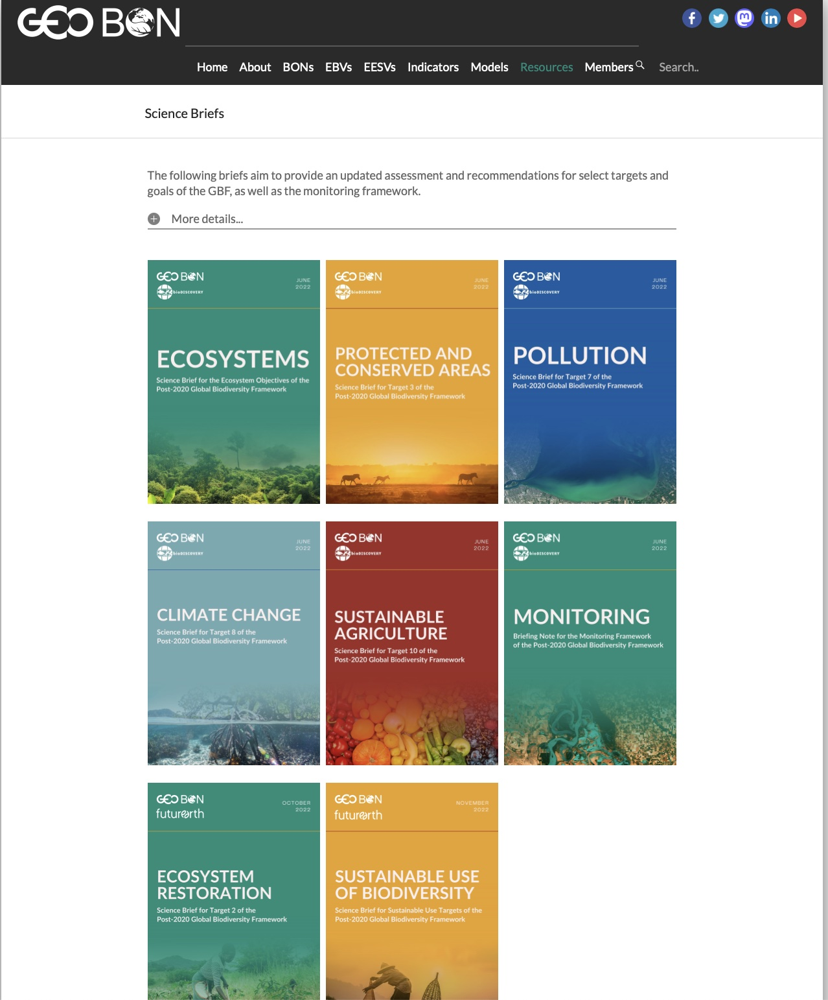 GEO BON
Home About BONs EBVs EESVs Indicators Models Resources Members Search..
Science Briefs
The following briefs aim to provide an updated assessment and recommendations for select targets and
goals of the GBF, as well as the monitoring framework.
More details...
GEO BON
bioDISCOVERY
JUNE
2022
ECOSYSTEMS
Science Brief for the Ecosystem Objectives of the
Post-2020 Global Biodiversity Framework
GEO BON
bioDISCOVERY
JUNE
2022
PROTECTED AND
CONSERVED AREAS
Science Brief for Target 3 of the
Post-2020 Global Biodiversity Framework
GEO BON
bioDISCOVERY
JUNE
2022
POLLUTION
Science Brief for Target 7 of the
Post-2020 Global Biodiversity Framework
GEO BON
bioDISCOVERY
JUNE
2022
CLIMATE CHANGE
Science Brief for Target 8 of the
Post-2020 Global Biodiversity Framework
GEO BON
bioDISCOVERY
JUNE
2022
SUSTAINABLE
AGRICULTURE
Science Brief for Target 10 of the
Post-2020 Global Biodiversity Framework
GEO BON
bioDISCOVERY
JUNE
2022
MONITORING
Briefing Note for the Monitoring Framework
of the Post-2020 Global Biodiversity Framework
GEO BON
futurearth
OCTOBER
2022
ECOSYSTEM
RESTORATION
Science Brief for Target 2 of the
Post-2020 Global Biodiversity Framework
GEO BON
futurearth
NOVEMBER
2022
SUSTAINABLE USE
OF BIODIVERSITY
Science Brief for Sustainable Use Targets of the
Post-2020 Global Biodiversity Framework